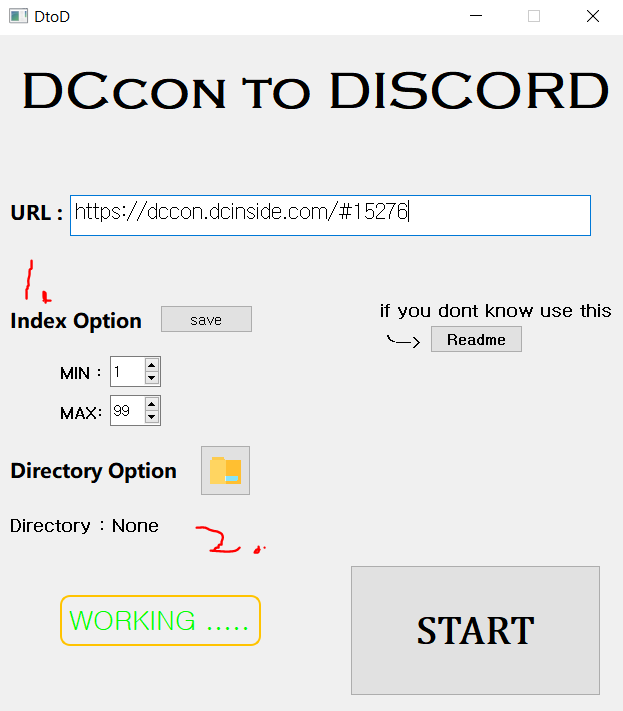 DtoD
DCcon to DISCORD
URL : https://dccon.dcinside.com/#15276
1.
Index Option save
if you dont know use this
Readme
MIN : 1
MAX: 99
Directory Option
Directory : None
2.
WORKING .....
START